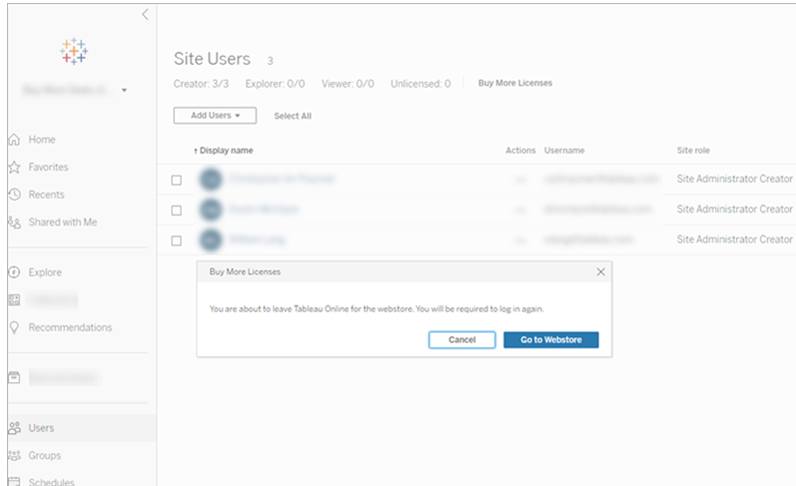 Site Users 3
Creator: 3/3 Explorer: 0/0 Viewer: 0/0 Unlicensed: 0 Buy More Licenses
Add Users Select All
↑ Display name Actions Username Site role
Site Administrator Creator
Site Administrator Creator
Site Administrator Creator
Home
Favorites
Recents
Shared with Me
Explore
Recommendations
Users
Groups
Schedules
Buy More Licenses
You are about to leave Tableau Online for the webstore. You will be required to log in again.
Cancel Go to Webstore